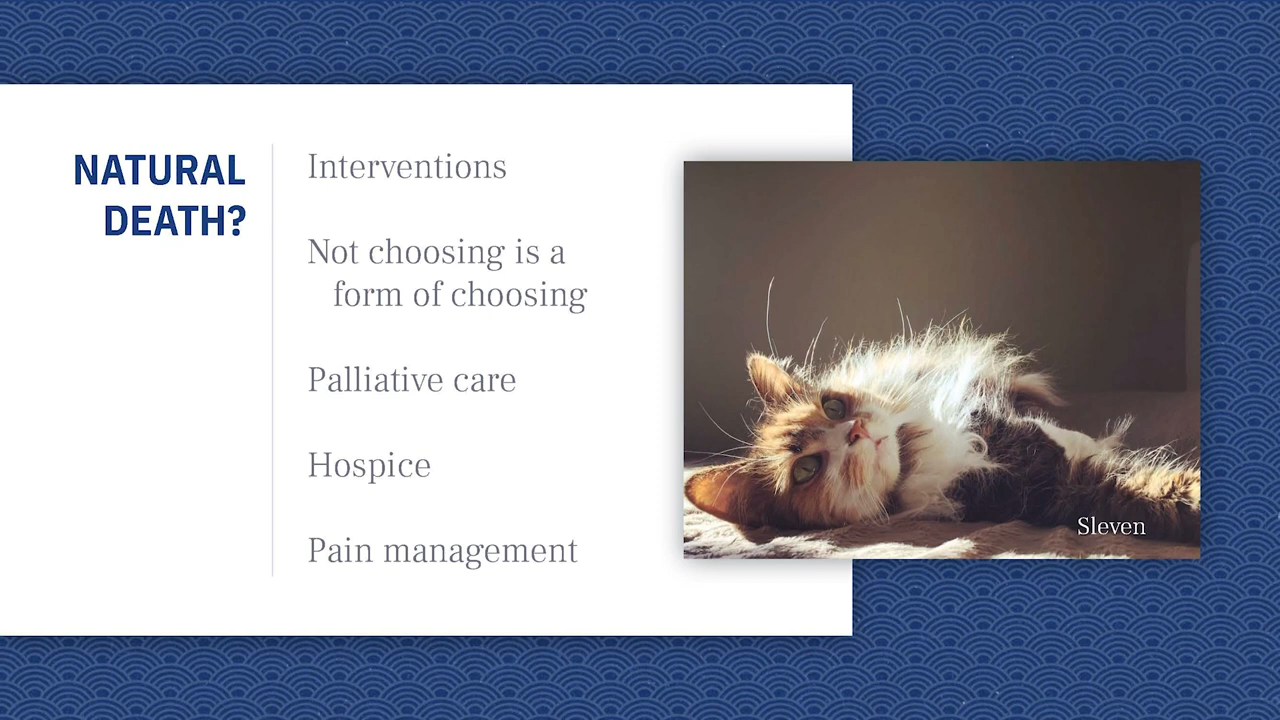 NATURAL
DEATH?
Interventions
Not choosing is a
form of choosing
Palliative care
Hospice
Pain management
Sleven